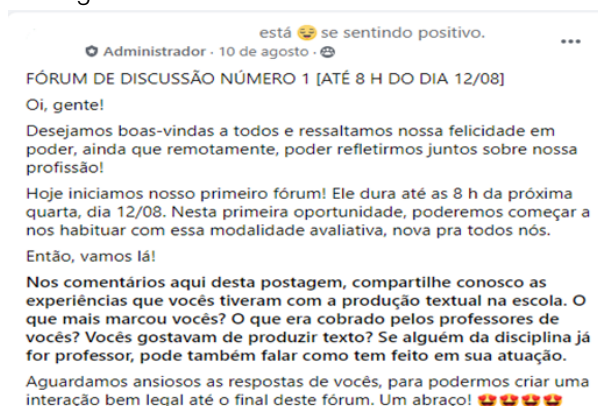 está 😏 se sentindo positivo.
Administrador · 10 de agosto ·
FÓRUM DE DISCUSSÃO NÚMERO 1 [ATÉ 8 H DO DIA 12/08]
Oi, gente!
Desejamos boas-vindas a todos e ressaltamos nossa felicidade em
poder, ainda que remotamente, poder refletirmos juntos sobre nossa
profissão!
Hoje iniciamos nosso primeiro fórum! Ele dura até as 8 h da próxima
quarta, dia 12/08. Nesta primeira oportunidade, poderemos começar a
nos habituar com essa modalidade avaliativa, nova pra todos nós.
Então, vamos lá!
Nos comentários aqui desta postagem, compartilhe conosco as
experiências que vocês tiveram com a produção textual na escola. O
que mais marcou vocês? O que era cobrado pelos professores de
vocês? Vocês gostavam de produzir texto? Se alguém da disciplina já
for professor, pode também falar como tem feito em sua atuação.
Aguardamos ansiosos as respostas de vocês, para podermos criar uma
interação bem legal até o final deste fórum. Um abraço! 🤩🤩🤩🤩